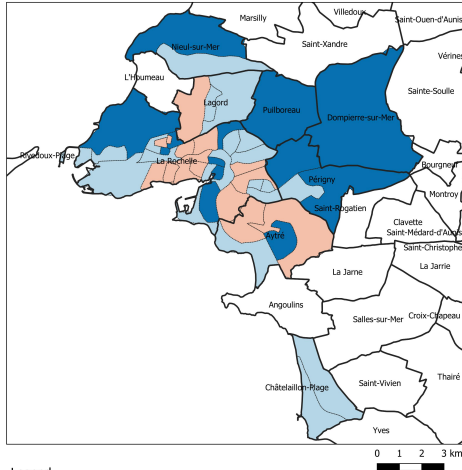 Marsilly
Villedoux
Saint-Ouen-d'Aunis
Nieul-sur-Mer
Saint-Xandre
Vérines
L'Houmeau
Sainte-Soulle
Lagord
Puilboreau
Dompierre-sur-Mer
Rivedoux-Plage
La Rochelle
Bourgneuf
Périgny
Montroy
Saint-Rogatien
Clavette
Saint-Médard-d'Aunis
Aytré
Saint-Christophe
La Jarne
La Jarrie
Angoulins
Salles-sur-Mer
Croix-Chapeau
Châtelaillon-Plage
Saint-Vivien
Thairé
Yves
0 1 2 3 km